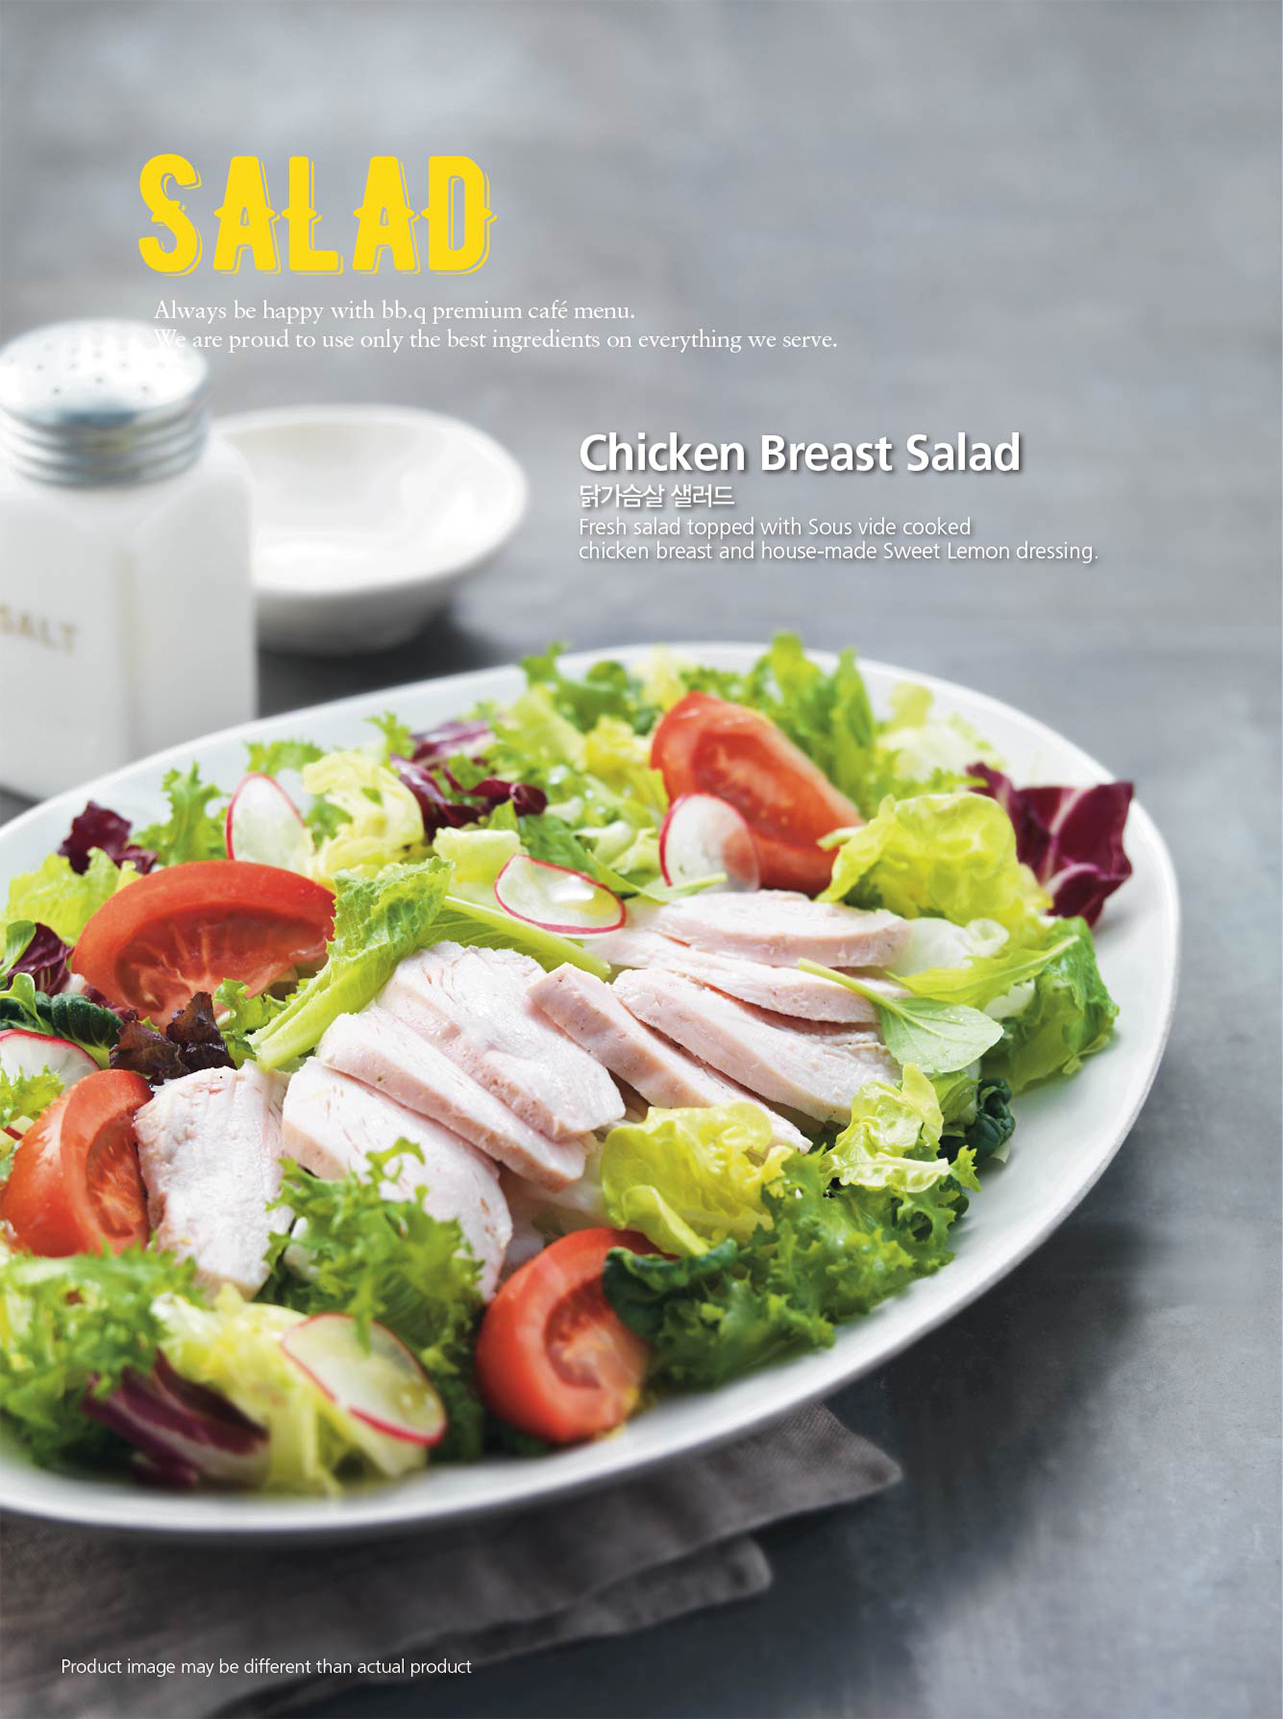 SALAD
Always be happy with bb.q premium café menu.
We are proud to use only the best ingredients on everything we serve.
Chicken Breast Salad
닭가슴살 샐러드
Fresh salad topped with Sous vide cooked
chicken breast and house-made Sweet Lemon dressing.
SALT
Product image may be different than actual product